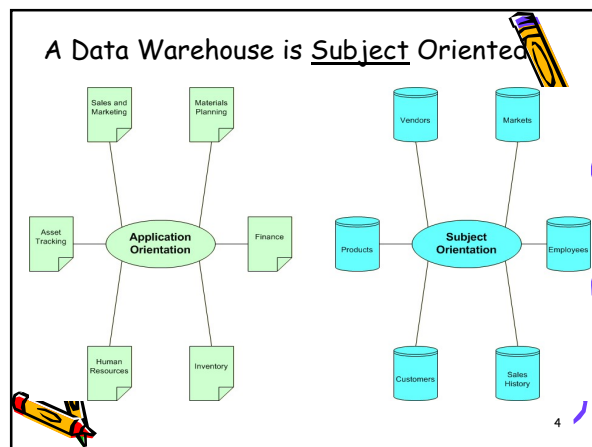 A Data Warehouse is Subject Oriented
Sales and
Marketing
Materials
Planning
Asset
Tracking
Application
Orientation
Finance
Human
Resources
Inventory
Vendors
Markets
Products
Subject
Orientation
Employees
Customers
Sales
History
4